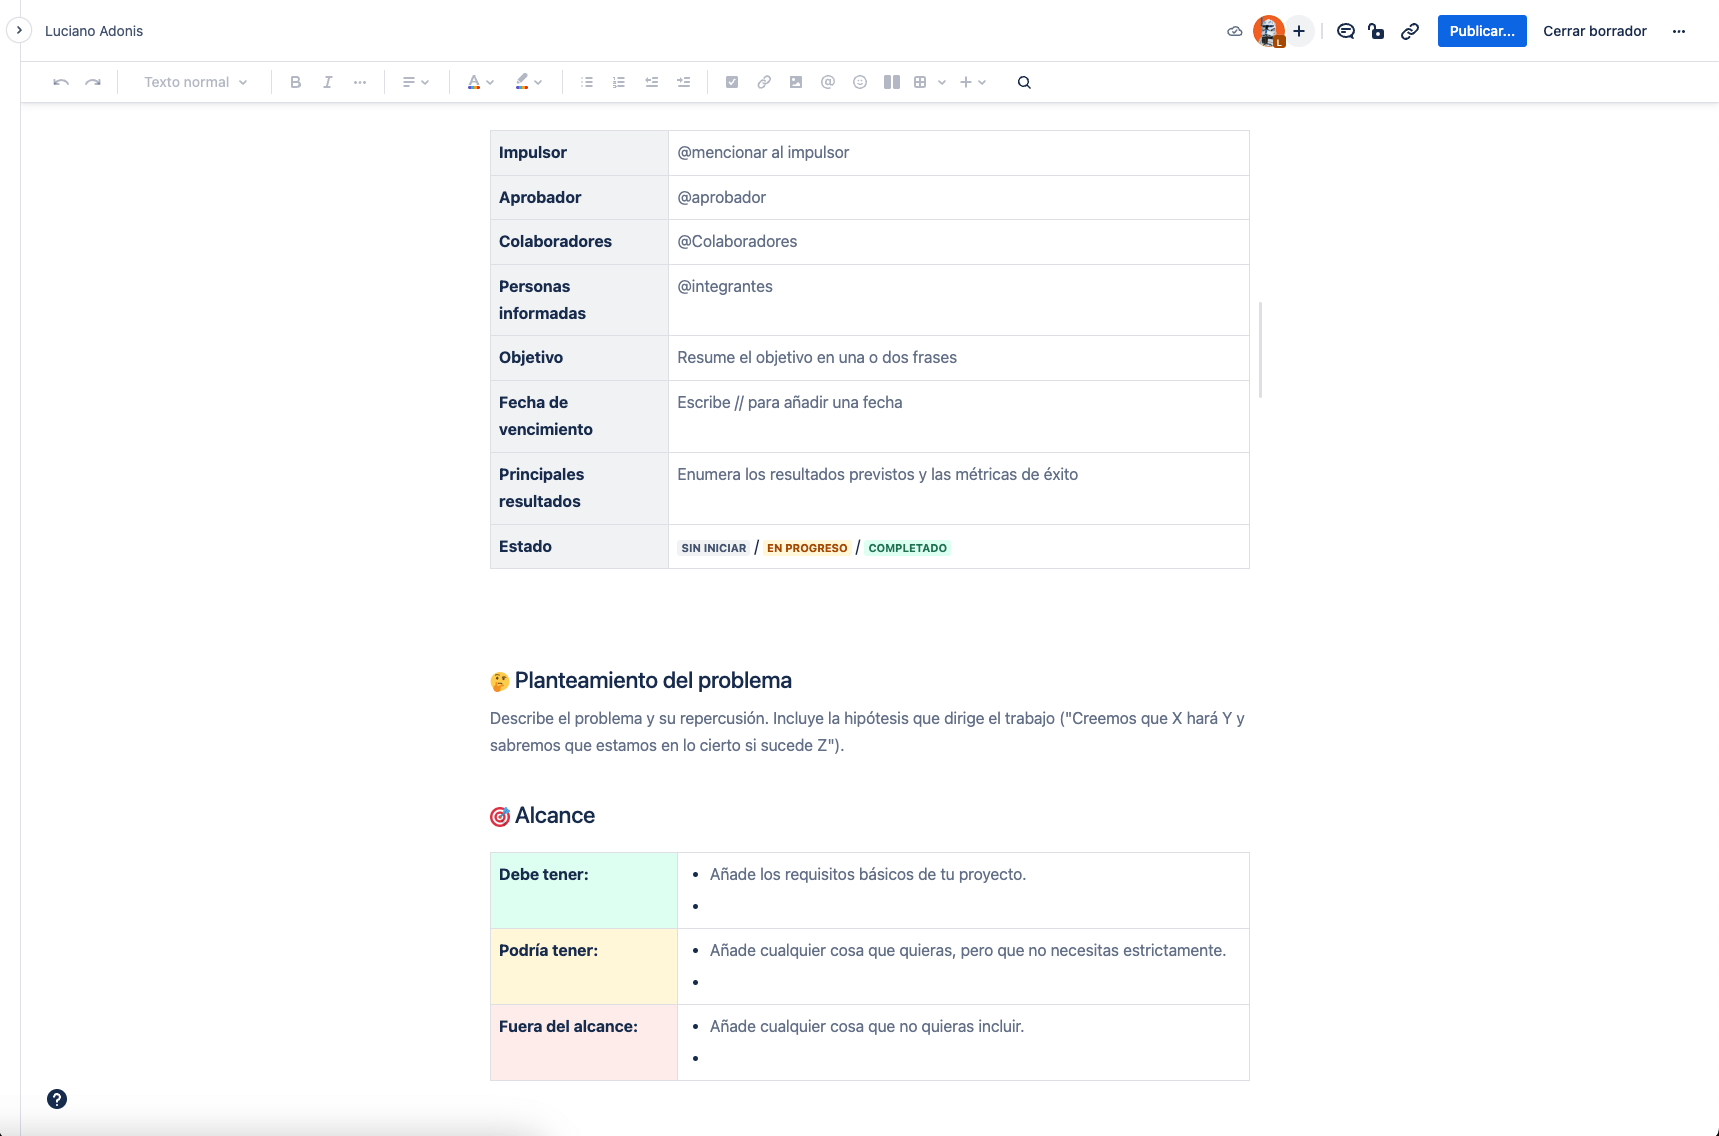 Luciano Adonis
L
Publicar...
Cerrar borrador
Texto normal
B
I
A
Impulsor
@mencionar al impulsor
Aprobador
@aprobador
Colaboradores
@Colaboradores
Personas
informadas
@integrantes
Objetivo
Resume el objetivo en una o dos frases
Fecha de
vencimiento
Escribe // para añadir una fecha
Principales
resultados
Enumera los resultados previstos y las métricas de éxito
Estado
SIN INICIAR / EN PROGRESO / COMPLETADO
🤔 Planteamiento del problema
Describe el problema y su repercusión. Incluye la hipótesis que dirige el trabajo ("Creemos que X hará Y y
sabremos que estamos en lo cierto si sucede Z").
🎯 Alcance
Debe tener:
• Añade los requisitos básicos de tu proyecto.
•
Podría tener:
• Añade cualquier cosa que quieras, pero que no necesitas estrictamente.
•
Fuera del alcance:
• Añade cualquier cosa que no quieras incluir.
•
?